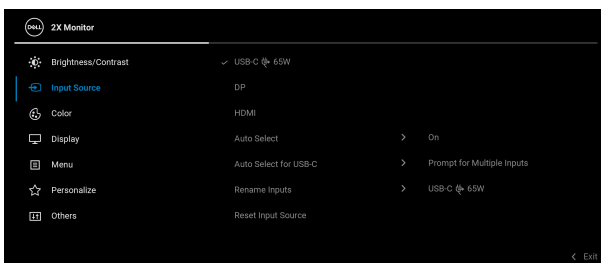 DELL 2X Monitor
Brightness/Contrast USB-C 65W
Input Source DP
Color HDMI
Display Auto Select On
Menu Auto Select for USB-C Prompt for Multiple Inputs
Personalize Rename Inputs USB-C 65W
Others Reset Input Source
Exit